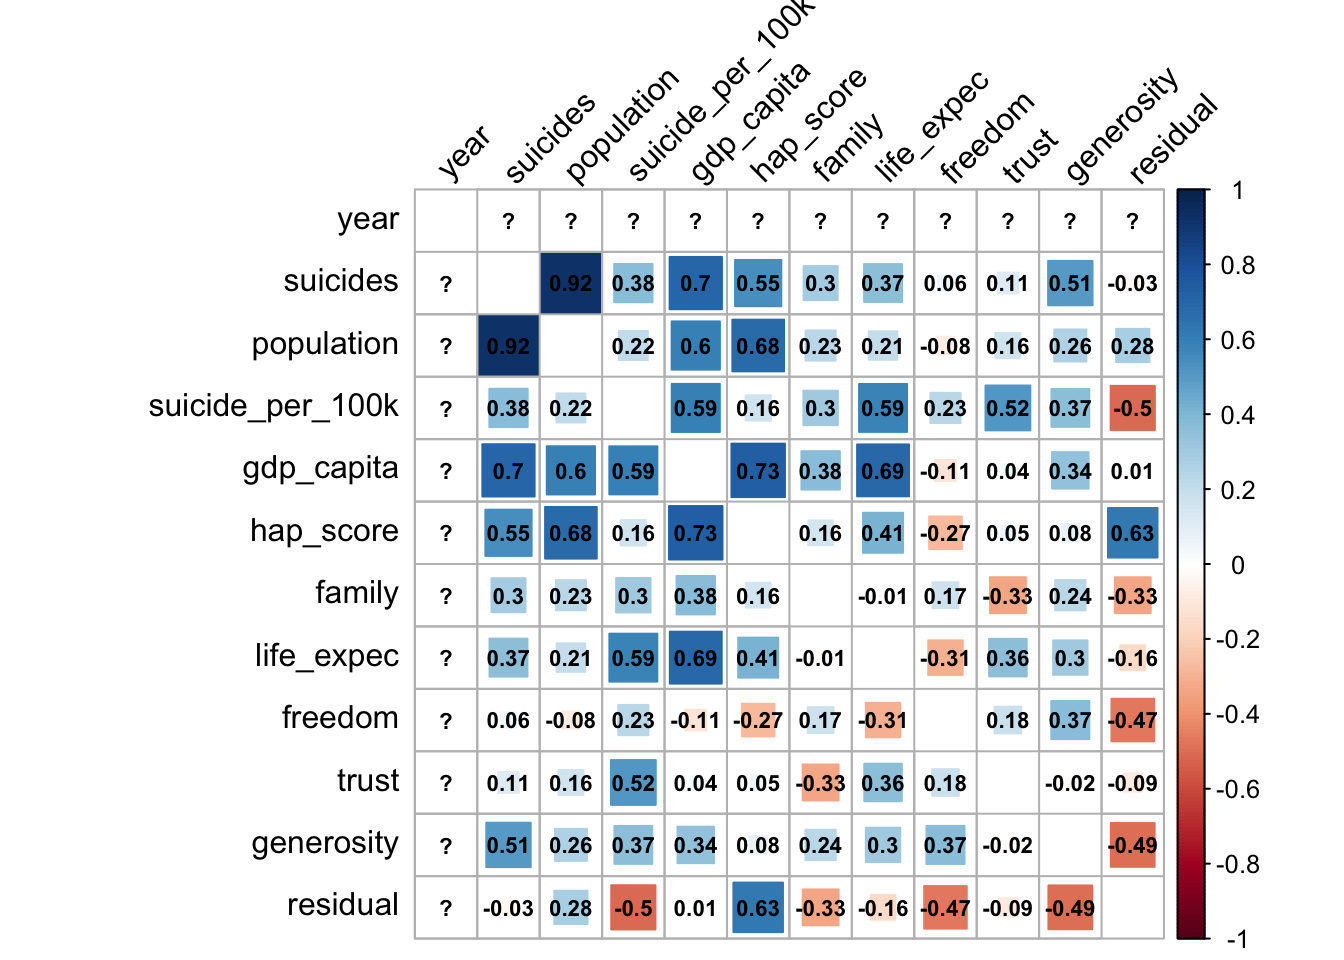 year suicides population suicide_per_100k gdp_capita hap_score family life_expec freedom trust generosity residual
year ? ? ? ? ? ? ? ? ? ? ? 1
suicides ? 0.92 0.38 0.7 0.55 0.3 0.37 0.06 0.11 0.51 -0.03 0.8
population ? 0.92 0.22 0.6 0.68 0.23 0.21 -0.08 0.16 0.26 0.28 0.6
suicide_per_100k ? 0.38 0.22 0.59 0.16 0.3 0.59 0.23 0.52 0.37 -0.5 0.4
gdp_capita ? 0.7 0.6 0.59 0.73 0.38 0.69 -0.11 0.04 0.34 0.01 0.2
hap_score ? 0.55 0.68 0.16 0.73 0.16 0.41 -0.27 0.05 0.08 0.63 0
family ? 0.3 0.23 0.3 0.38 0.16 -0.01 0.17 -0.33 0.24 -0.33 -0.2
life_expec ? 0.37 0.21 0.59 0.69 0.41 -0.01 -0.31 0.36 0.3 -0.16
freedom ? 0.06 -0.08 0.23 -0.11 -0.27 0.17 -0.31 0.18 0.37 -0.47 -0.4
trust ? 0.11 0.16 0.52 0.04 0.05 -0.33 0.36 0.18 -0.02 -0.09 -0.6
generosity ? 0.51 0.26 0.37 0.34 0.08 0.24 0.3 0.37 -0.02 -0.49 -0.8
residual ? -0.03 0.28 -0.5 0.01 0.63 -0.33 -0.16 -0.47 -0.09 -0.49 -1